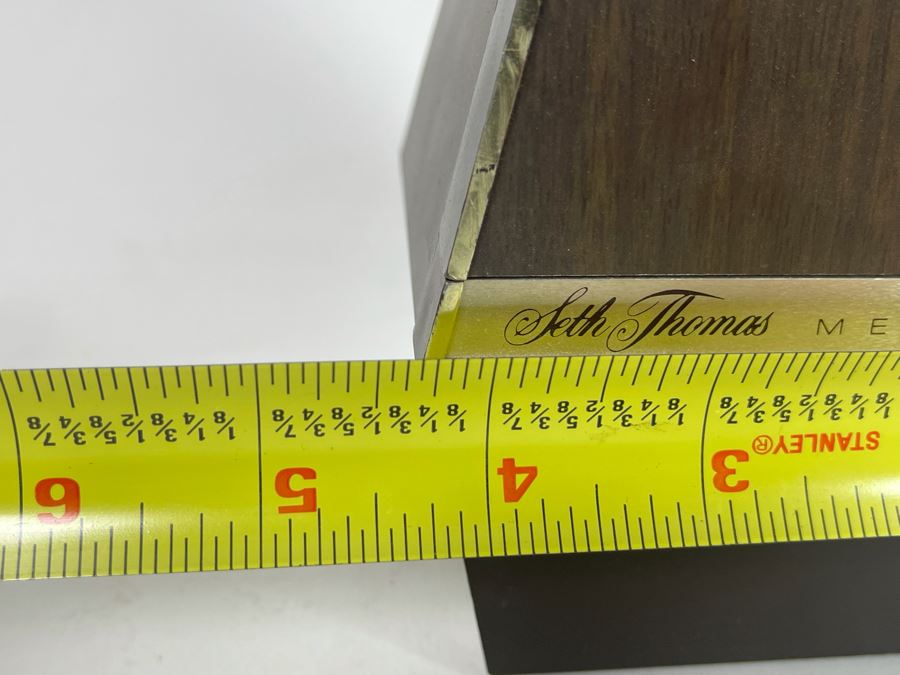 Seth Thomas ME
⅞ ¾ ⅝ ½ ⅜ ¼ ⅛ ⅞ ¾ ⅝ ½ ⅜ ¼ ⅛ ⅞ ¾ ⅝ ½ ⅜ ¼ ⅛ ⅞ ¾ ⅝ ½ ⅜ ¼ ⅛
6 5 4 3 STANLEY®